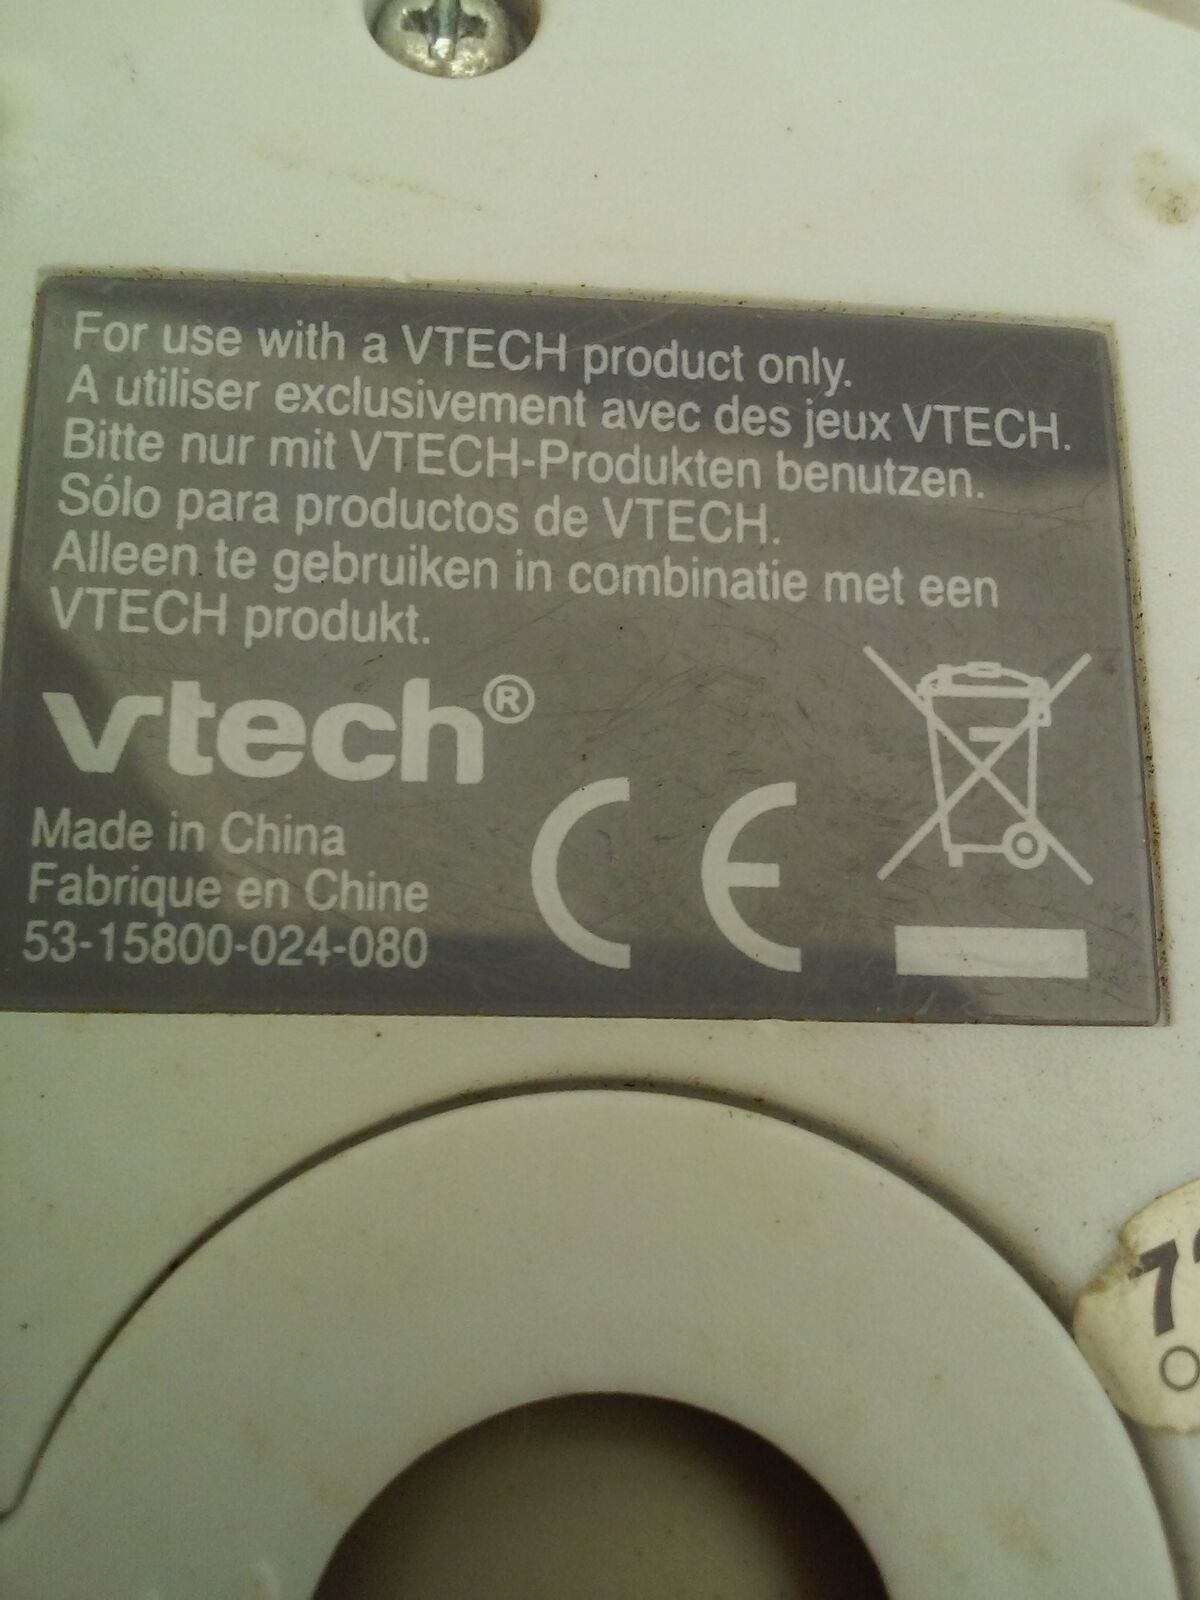 For use with a VTECH product only.
A utiliser exclusivement avec des jeux VTECH.
Bitte nur mit VTECH-Produkten benutzen.
Sólo para productos de VTECH.
Alleen te gebruiken in combinatie met een
VTECH produkt.
vtech®
Made in China
Fabrique en Chine
53-15800-024-080
CE